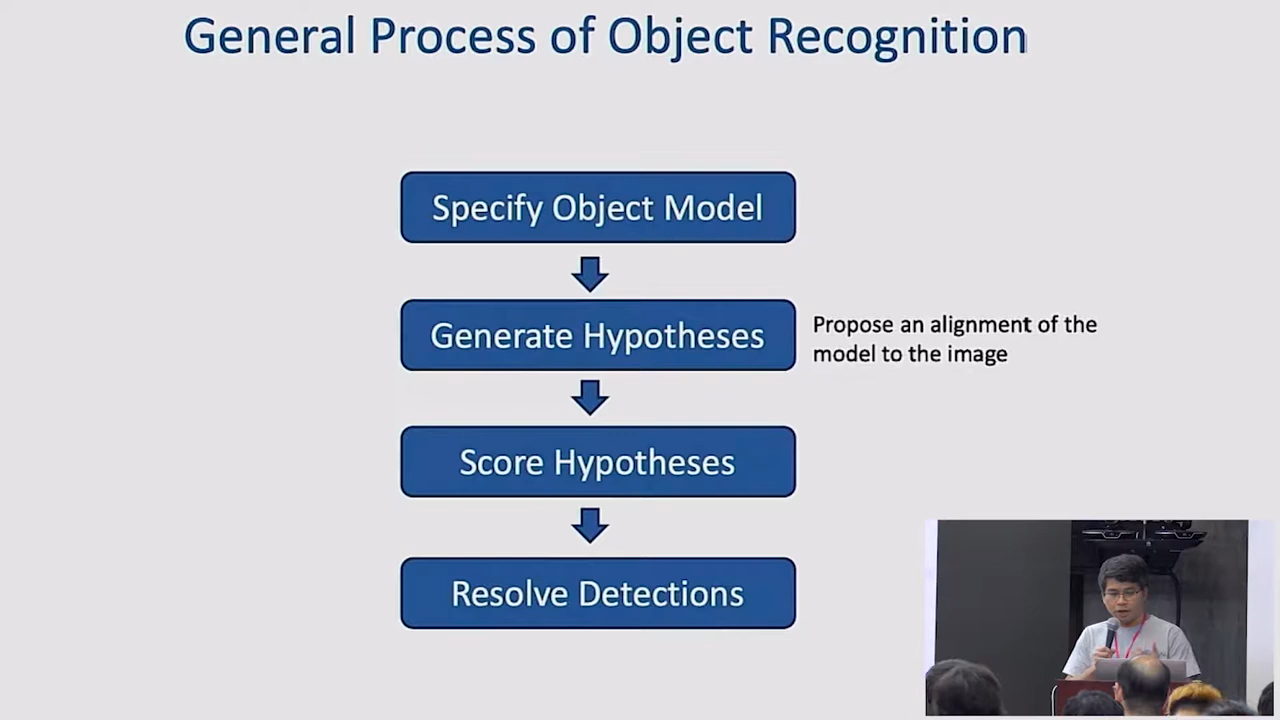 General Process of Object Recognition
Specify Object Model
Generate Hypotheses
Propose an alignment of the
model to the image
Score Hypotheses
Resolve Detections